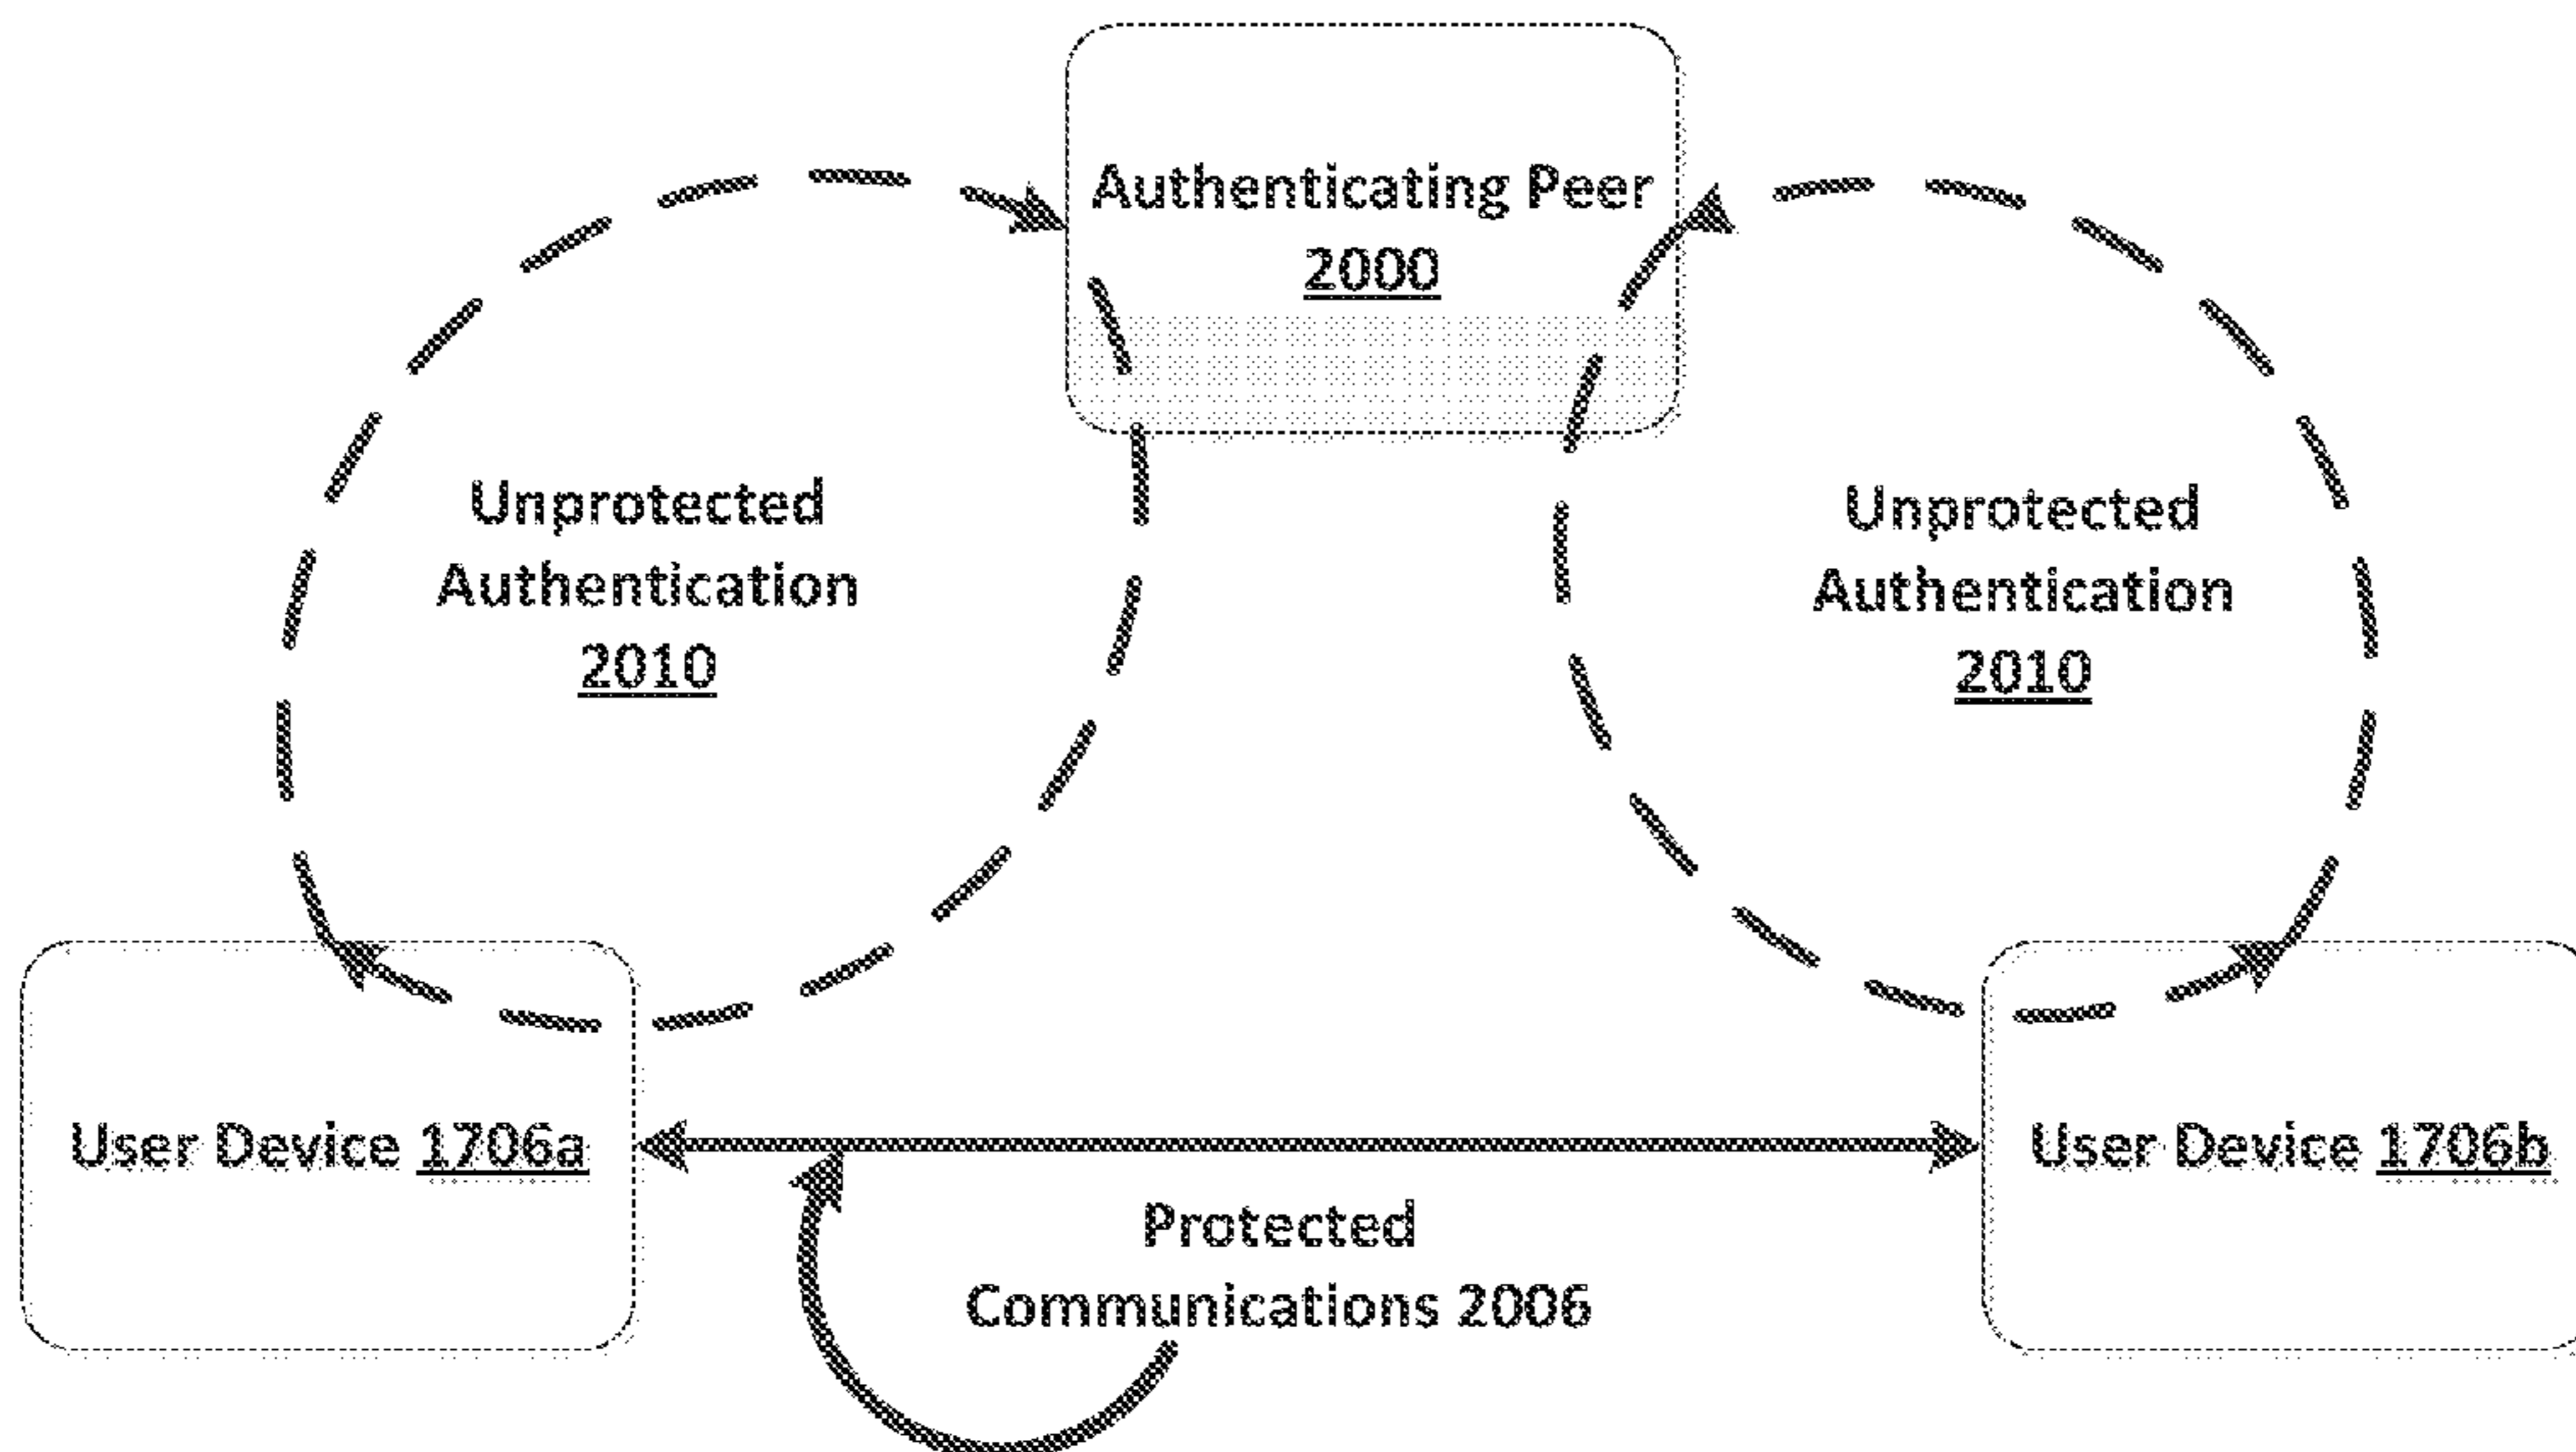 Authenticating Peer
2000
Unprotected
Authentication
2010
Unprotected
Authentication
2010
User Device 1706a
User Device 1706b
Protected
Communications 2006